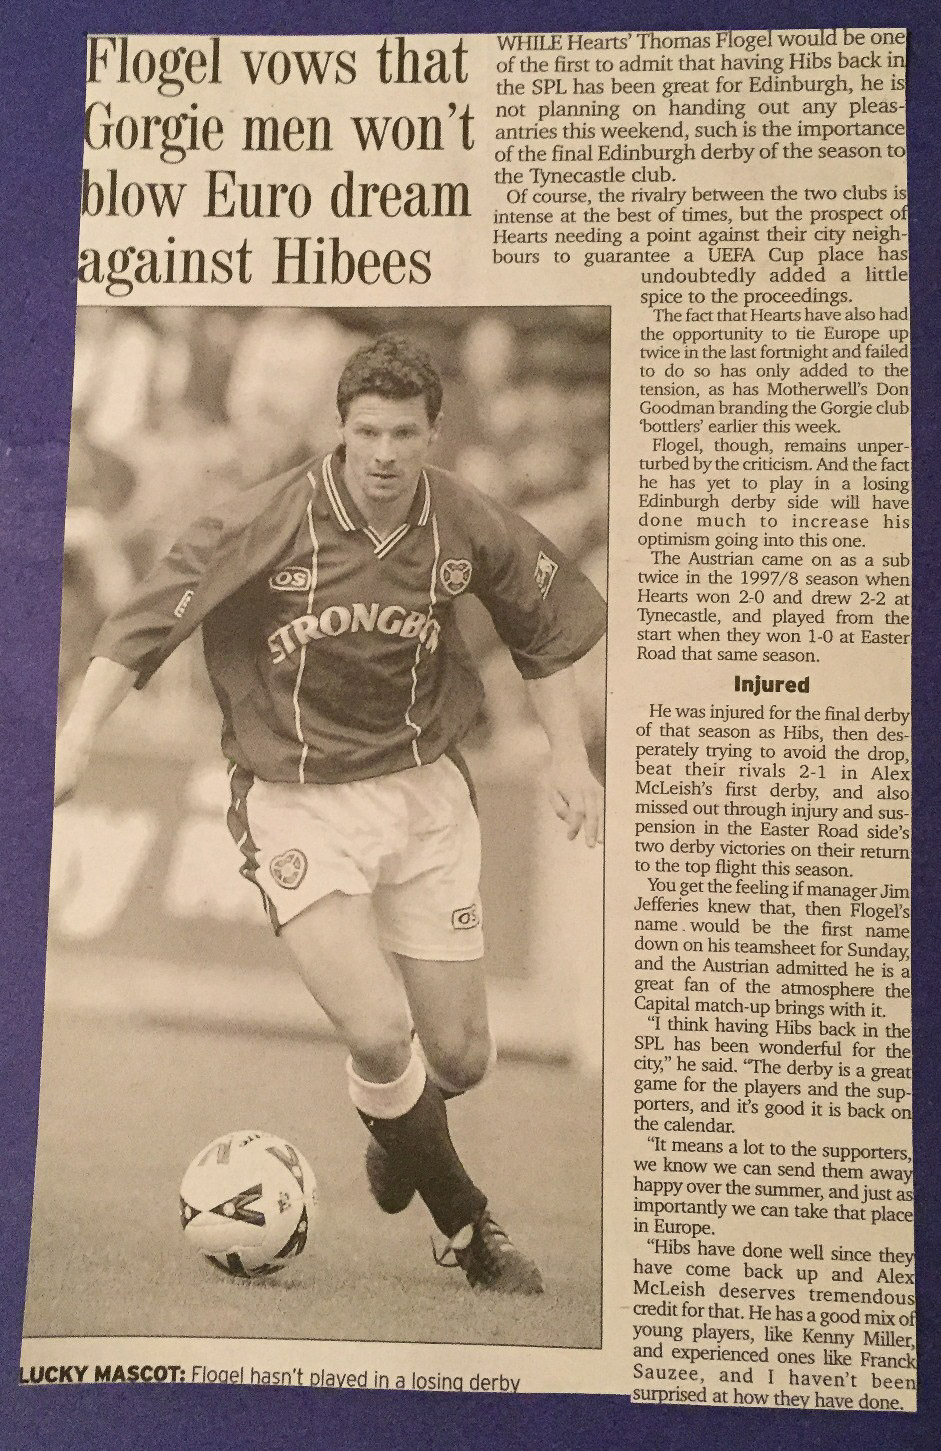 Flogel vows that
Gorgie men won't
blow Euro dream
against Hibees
WHILE Hearts' Thomas Flogel would be one
of the first to admit that having Hibs back in
the SPL has been great for Edinburgh, he is
not planning on handing out any pleas-
antries this weekend, such is the importance
of the final Edinburgh derby of the season to
the Tynecastle club.
Of course, the rivalry between the two clubs is
intense at the best of times, but the prospect of
Hearts needing a point against their city neigh-
bours to guarantee a UEFA Cup place has
undoubtedly added a little
spice to the proceedings.
The fact that Hearts have also had
the opportunity to tie Europe up
twice in the last fortnight and failed
to do so has only added to the
tension, as has Motherwell's Don
Goodman branding the Gorgie club
'bottlers' earlier this week.
Flogel, though, remains unper-
turbed by the criticism. And the fact
he has yet to play in a losing
Edinburgh derby side will have
done much to increase his
optimism going into this one.
The Austrian came on as a sub
twice in the 1997/8 season when
Hearts won 2-0 and drew 2-2 at
Tynecastle, and played from the
start when they won 1-0 at Easter
Road that same season.
Injured
He was injured for the final derby
of that season as Hibs, then des-
perately trying to avoid the drop,
beat their rivals 2-1 in Alex
McLeish's first derby, and also
missed out through injury and sus-
pension in the Easter Road side's
two derby victories on their return
to the top flight this season.
You get the feeling if manager Jim
Jefferies knew that, then Flogel's
name would be the first name
down on his teamsheet for Sunday,
and the Austrian admitted he is a
great fan of the atmosphere the
Capital match-up brings with it.
"I think having Hibs back in the
SPL has been wonderful for the
city," he said. "The derby is a great
game for the players and the sup-
porters, and it's good it is back on
the calendar.
"It means a lot to the supporters,
we know we can send them away
happy over the summer, and just as
importantly we can take that place
in Europe.
"Hibs have done well since they
have come back up and Alex
McLeish deserves tremendous
credit for that. He has a good mix of
young players, like Kenny Miller,
and experienced ones like Franck
Sauzee, and I haven't been
surprised at how they have done.
OS
STRONGBOW
OS
LUCKY MASCOT: Flogel hasn't played in a losing derby